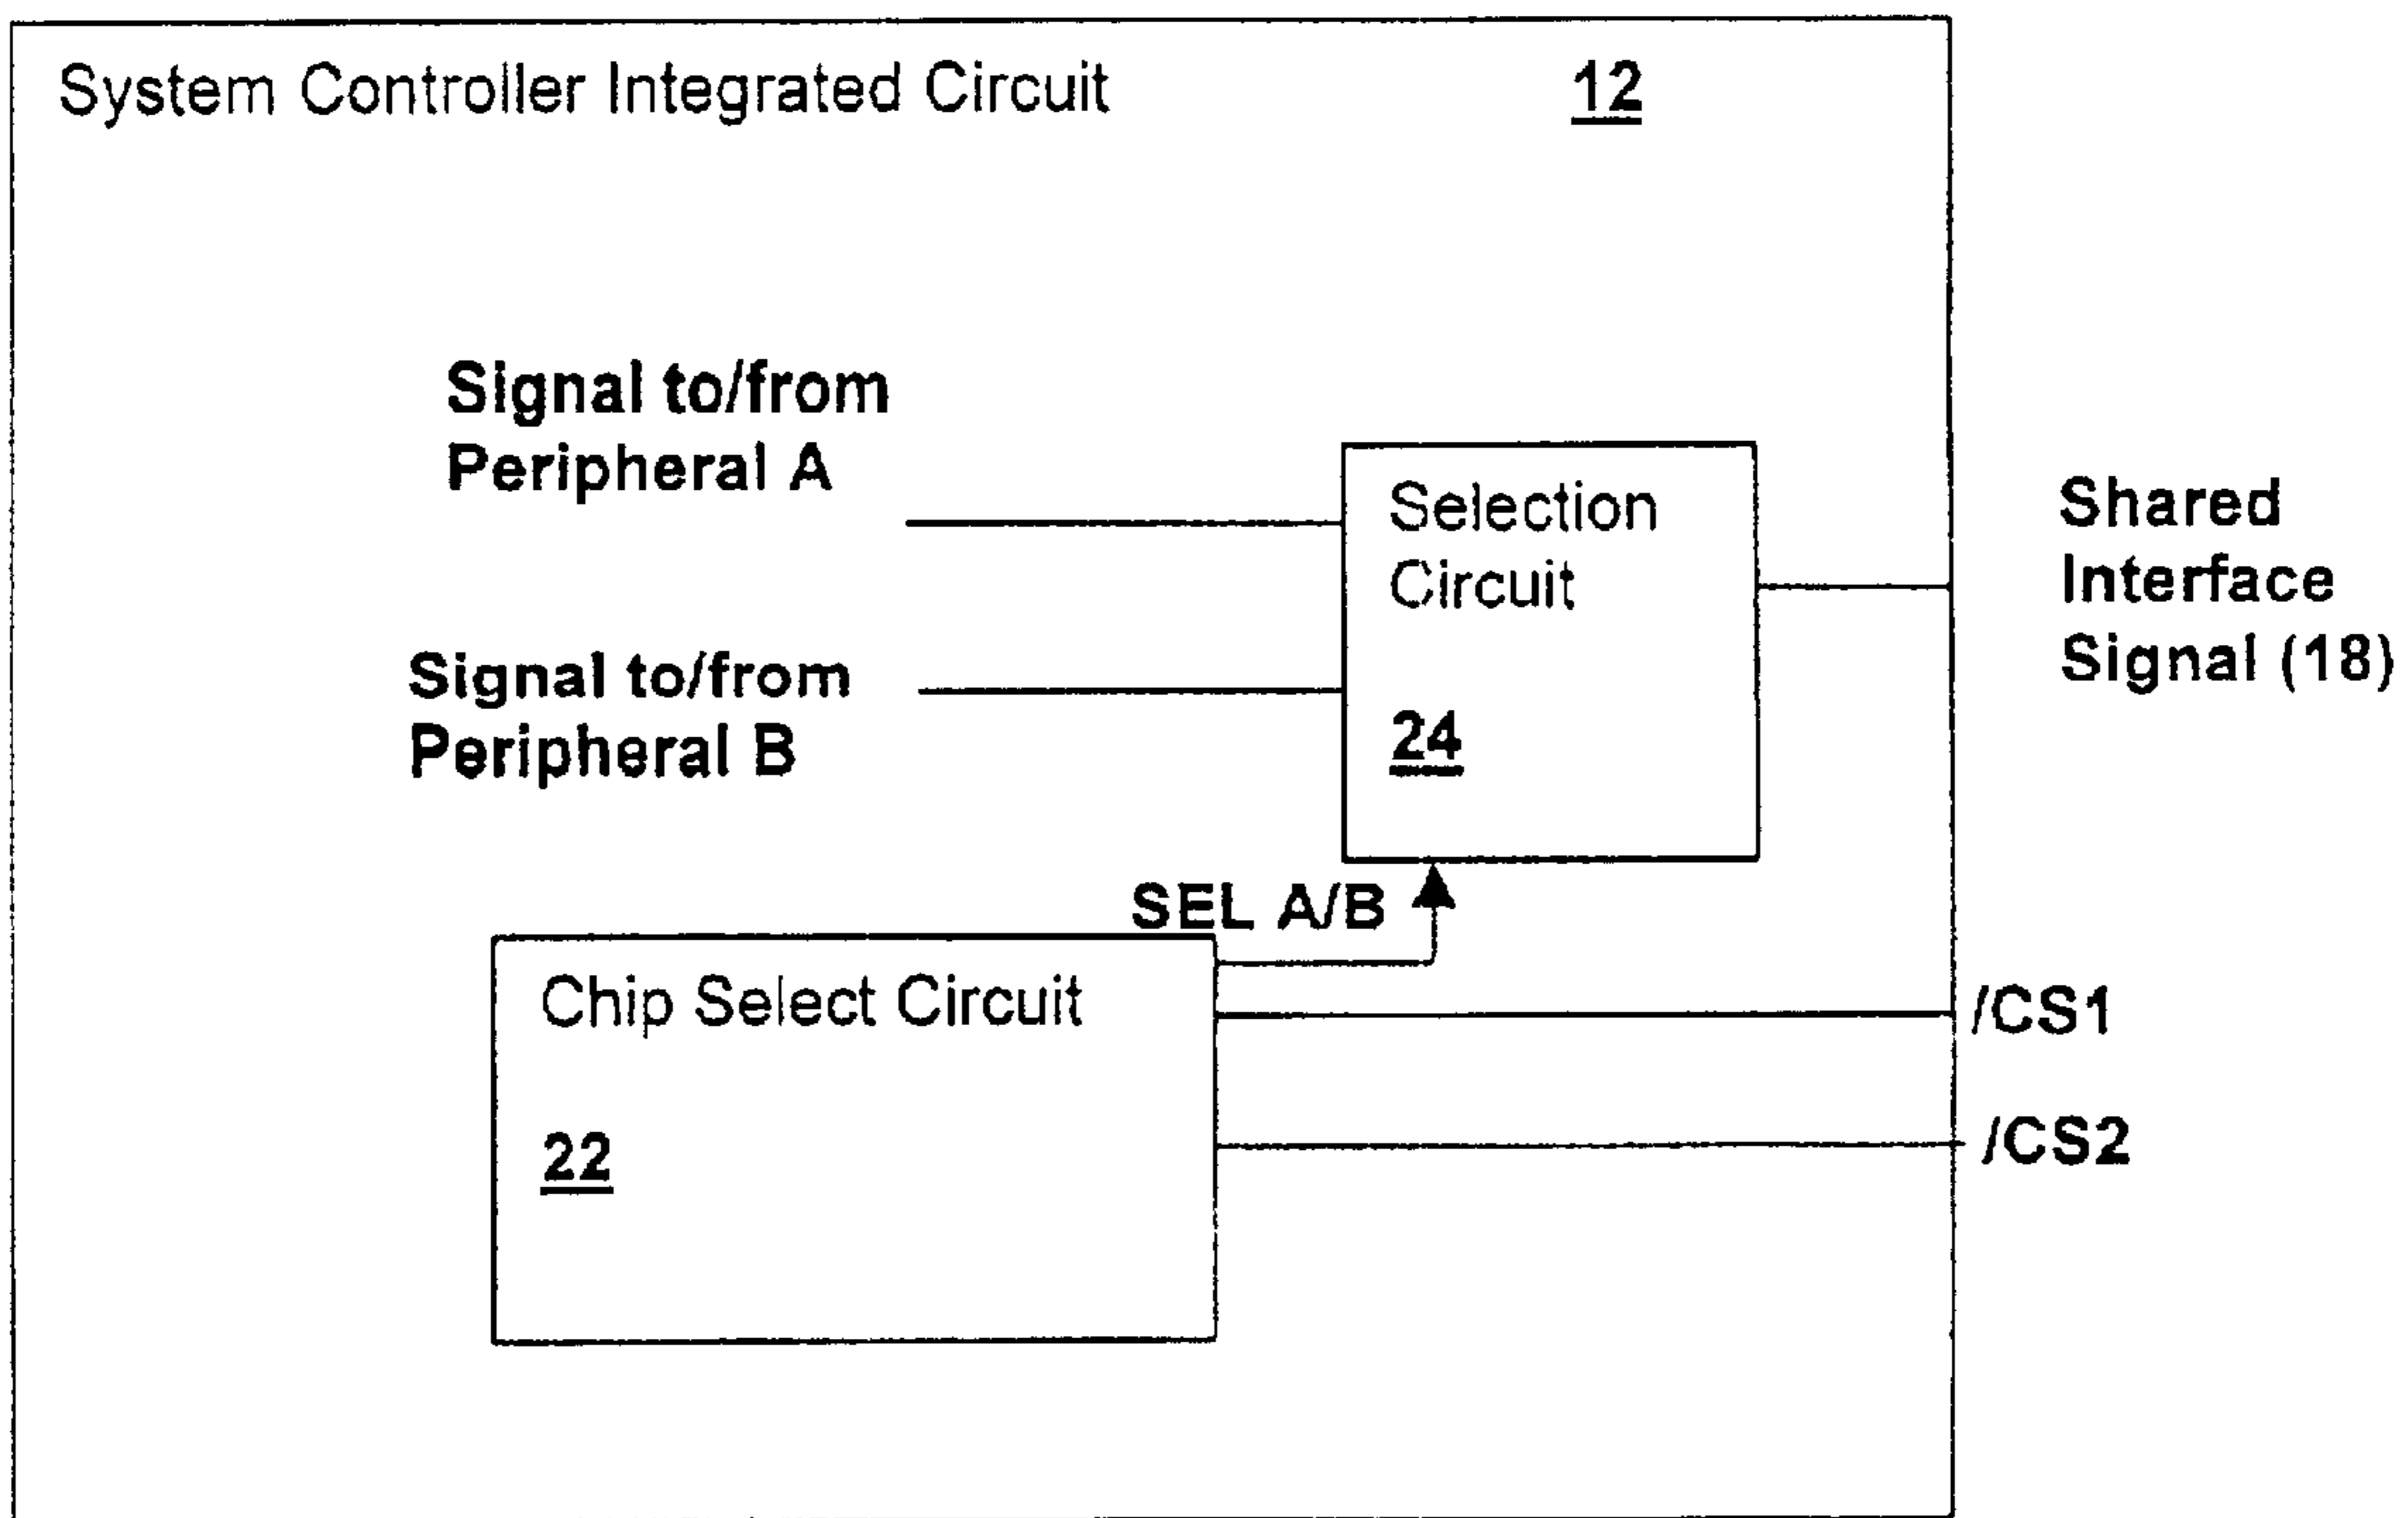 System Controller Integrated Circuit 12
Signal to/from
Peripheral A
Selection
Circuit
24
Shared
Interface
Signal (18)
Signal to/from
Peripheral B
SEL A/B
Chip Select Circuit
22
/CS1
/CS2